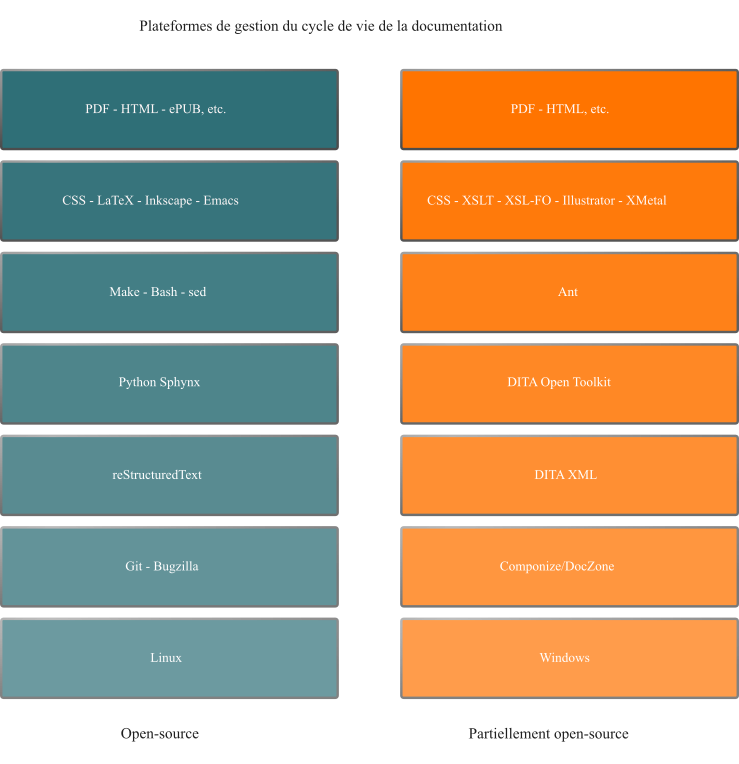 Plateformes de gestion du cycle de vie de la documentation
PDF - HTML - ePUB, etc.
PDF - HTML, etc.
CSS - LaTeX - Inkscape - Emacs
CSS - XSLT - XSL-FO - Illustrator - XMetal
Make - Bash - sed
Ant
Python Sphynx
DITA Open Toolkit
reStructuredText
DITA XML
Git - Bugzilla
Componize/DocZone
Linux
Windows
Open-source
Partiellement open-source